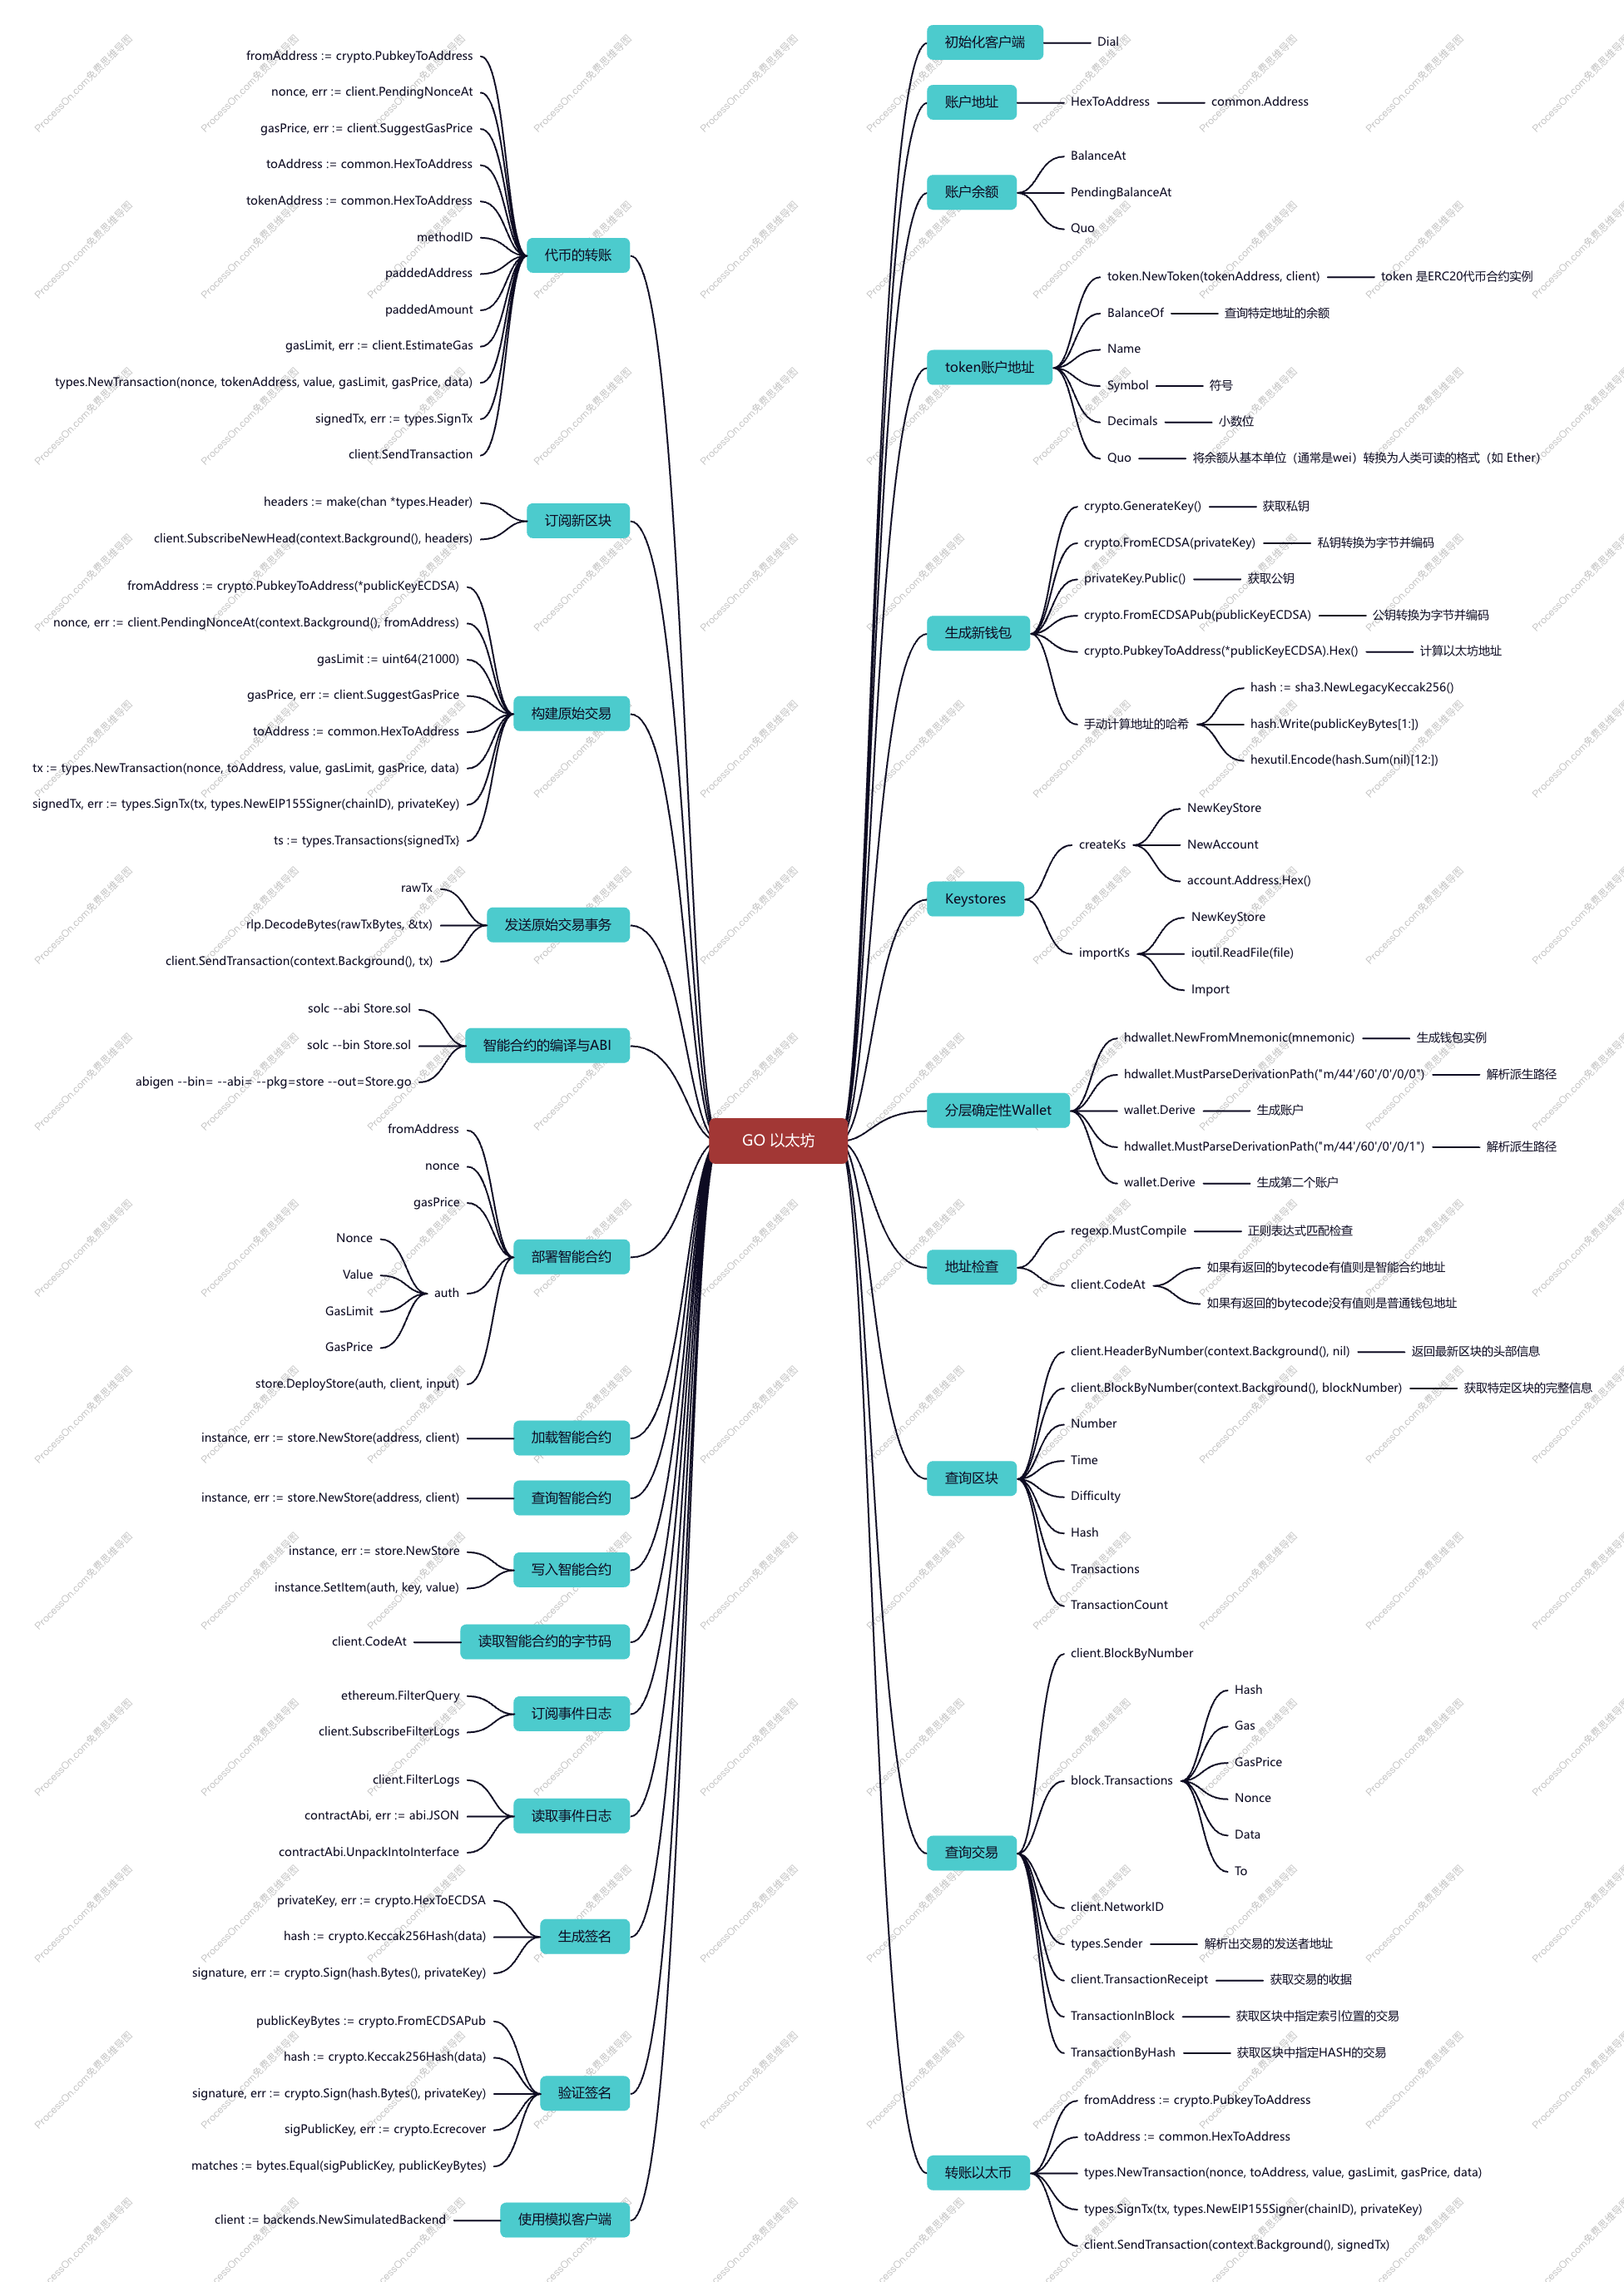 GO 以太坊
初始化客户端
Dial
账户地址
HexToAddress
common.Address
账户余额
BalanceAt
PendingBalanceAt
Quo
token账户地址
token.NewToken(tokenAddress, client)
token 是ERC20代币合约实例
BalanceOf
查询特定地址的余额
Name
Symbol
符号
Decimals
小数位
Quo
将余额从基本单位（通常是wei）转换为人类可读的格式（如 Ether）
生成新钱包
crypto.GenerateKey()
获取私钥
crypto.FromECDSA(privateKey)
私钥转换为字节并编码
privateKey.Public()
获取公钥
crypto.FromECDSAPub(publicKeyECDSA)
公钥转换为字节并编码
crypto.PubkeyToAddress(*publicKeyECDSA).Hex()
计算以太坊地址
手动计算地址的哈希
hash := sha3.NewLegacyKeccak256()
hash.Write(publicKeyBytes[1:])
hexutil.Encode(hash.Sum(nil)[12:])
Keystores
createKs
NewKeyStore
NewAccount
account.Address.Hex()
importKs
NewKeyStore
ioutil.ReadFile(file)
Import
分层确定性Wallet
hdwallet.NewFromMnemonic(mnemonic)
生成钱包实例
hdwallet.MustParseDerivationPath("m/44'/60'/0'/0/0")
解析派生路径
wallet.Derive
生成账户
hdwallet.MustParseDerivationPath("m/44'/60'/0'/0/1")
解析派生路径
wallet.Derive
生成第二个账户
地址检查
regexp.MustCompile
正则表达式匹配检查
client.CodeAt
如果有返回的bytecode有值则是智能合约地址
如果有返回的bytecode没有值则是普通钱包地址
查询区块
client.HeaderByNumber(context.Background(), nil)
返回最新区块的头部信息
client.BlockByNumber(context.Background(), blockNumber)
获取特定区块的完整信息
Number
Time
Difficulty
Hash
Transactions
TransactionCount
查询交易
client.BlockByNumber
block.Transactions
Hash
Gas
GasPrice
Nonce
Data
To
client.NetworkID
types.Sender
解析出交易的发送者地址
client.TransactionReceipt
获取交易的收据
TransactionInBlock
获取区块中指定索引位置的交易
TransactionByHash
获取区块中指定HASH的交易
转账以太币
fromAddress := crypto.PubkeyToAddress
toAddress := common.HexToAddress
types.NewTransaction(nonce, toAddress, value, gasLimit, gasPrice, data)
types.SignTx(tx, types.NewEIP155Signer(chainID), privateKey)
client.SendTransaction(context.Background(), signedTx)
代币的转账
fromAddress := crypto.PubkeyToAddress
nonce, err := client.PendingNonceAt
gasPrice, err := client.SuggestGasPrice
toAddress := common.HexToAddress
tokenAddress := common.HexToAddress
methodID
paddedAddress
paddedAmount
gasLimit, err := client.EstimateGas
types.NewTransaction(nonce, tokenAddress, value, gasLimit, gasPrice, data)
signedTx, err := types.SignTx
client.SendTransaction
订阅新区块
headers := make(chan *types.Header)
client.SubscribeNewHead(context.Background(), headers)
构建原始交易
fromAddress := crypto.PubkeyToAddress(*publicKeyECDSA)
nonce, err := client.PendingNonceAt(context.Background(), fromAddress)
gasLimit := uint64(21000)
gasPrice, err := client.SuggestGasPrice
toAddress := common.HexToAddress
tx := types.NewTransaction(nonce, toAddress, value, gasLimit, gasPrice, data)
signedTx, err := types.SignTx(tx, types.NewEIP155Signer(chainID), privateKey)
ts := types.Transactions{signedTx}
发送原始交易事务
rawTx
rlp.DecodeBytes(rawTxBytes, &tx)
client.SendTransaction(context.Background(), tx)
智能合约的编译与ABI
solc --abi Store.sol
solc --bin Store.sol
abigen --bin= --abi= --pkg=store --out=Store.go
部署智能合约
fromAddress
nonce
gasPrice
auth
Nonce
Value
GasLimit
GasPrice
store.DeployStore(auth, client, input)
加载智能合约
instance, err := store.NewStore(address, client)
查询智能合约
instance, err := store.NewStore(address, client)
写入智能合约
instance, err := store.NewStore
instance.SetItem(auth, key, value)
读取智能合约的字节码
client.CodeAt
订阅事件日志
ethereum.FilterQuery
client.SubscribeFilterLogs
读取事件日志
client.FilterLogs
contractAbi, err := abi.JSON
contractAbi.UnpackIntoInterface
生成签名
privateKey, err := crypto.HexToECDSA
hash := crypto.Keccak256Hash(data)
signature, err := crypto.Sign(hash.Bytes(), privateKey)
验证签名
publicKeyBytes := crypto.FromECDSAPub
hash := crypto.Keccak256Hash(data)
signature, err := crypto.Sign(hash.Bytes(), privateKey)
sigPublicKey, err := crypto.Ecrecover
matches := bytes.Equal(sigPublicKey, publicKeyBytes)
使用模拟客户端
client := backends.NewSimulatedBackend
ProcessOn.com免费思维导图